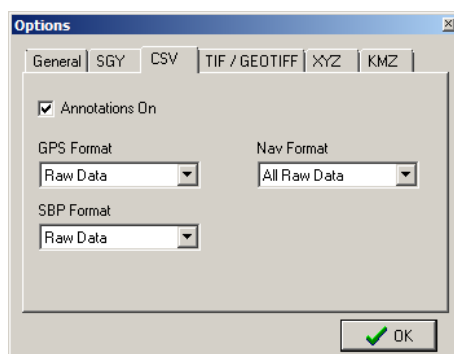 Options
General SGY CSV TIF / GEOTIFF XYZ KMZ
Annotations On
GPS Format Nav Format
Raw Data All Raw Data
SBP Format
Raw Data
OK